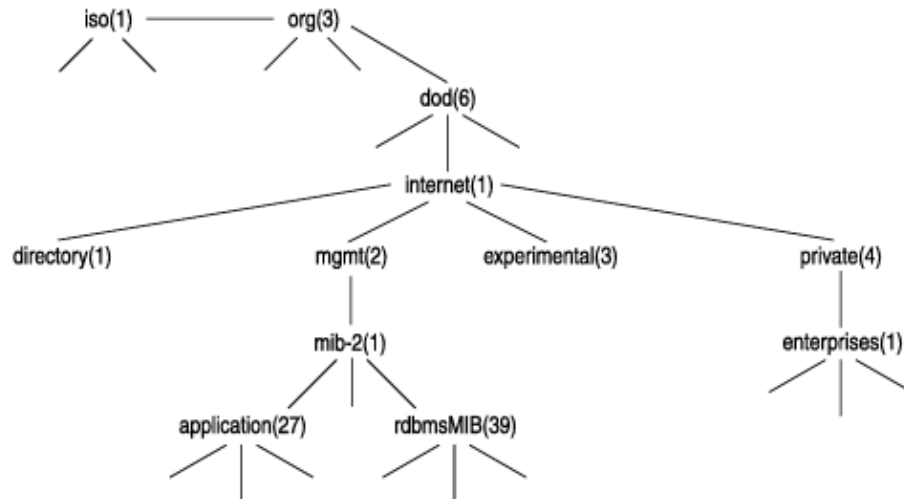 iso(1) org(3)
dod(6)
internet(1)
directory(1) mgmt(2) experimental(3) private(4)
mib-2(1) enterprises(1)
application(27) rdbmsMIB(39)